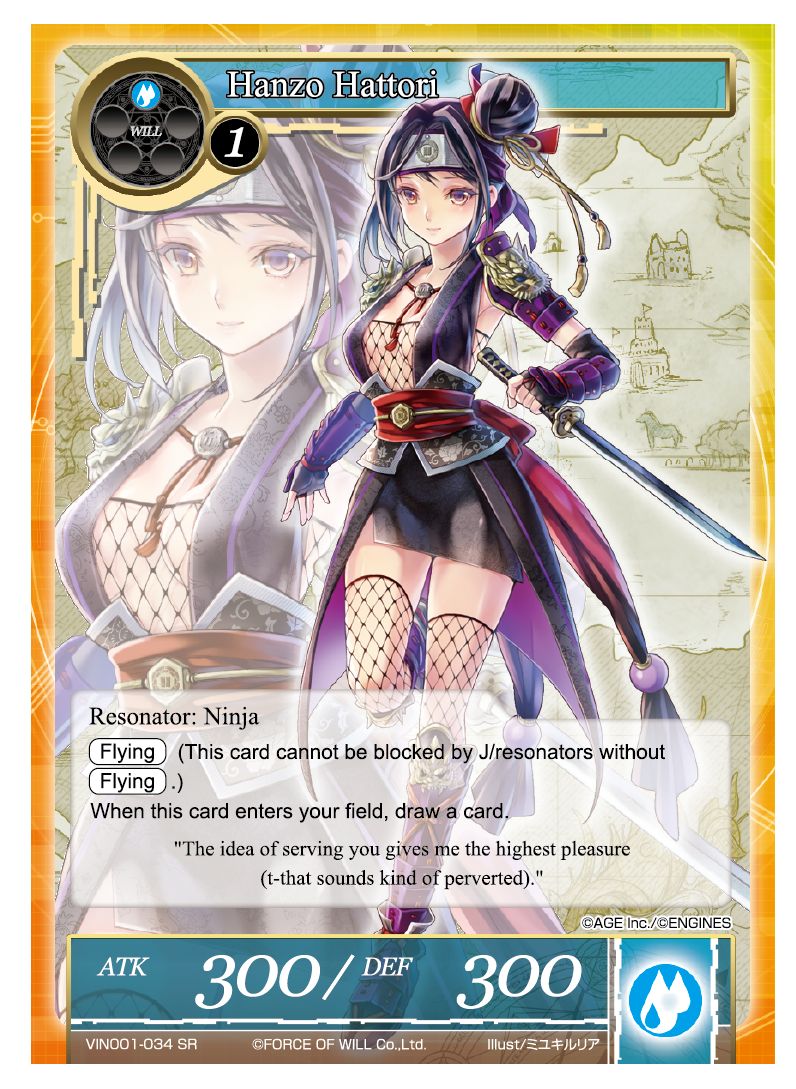 Hanzo Hattori
WILL
1
Resonator: Ninja
Flying (This card cannot be blocked by J/resonators without
Flying .)
When this card enters your field, draw a card.
"The idea of serving you gives me the highest pleasure
(t-that sounds kind of perverted)."
©AGE Inc./©ENGINES
ATK 300 / DEF 300
VIN001-034 SR ©FORCE OF WILL Co.,Ltd. Illust/ミユキルリア